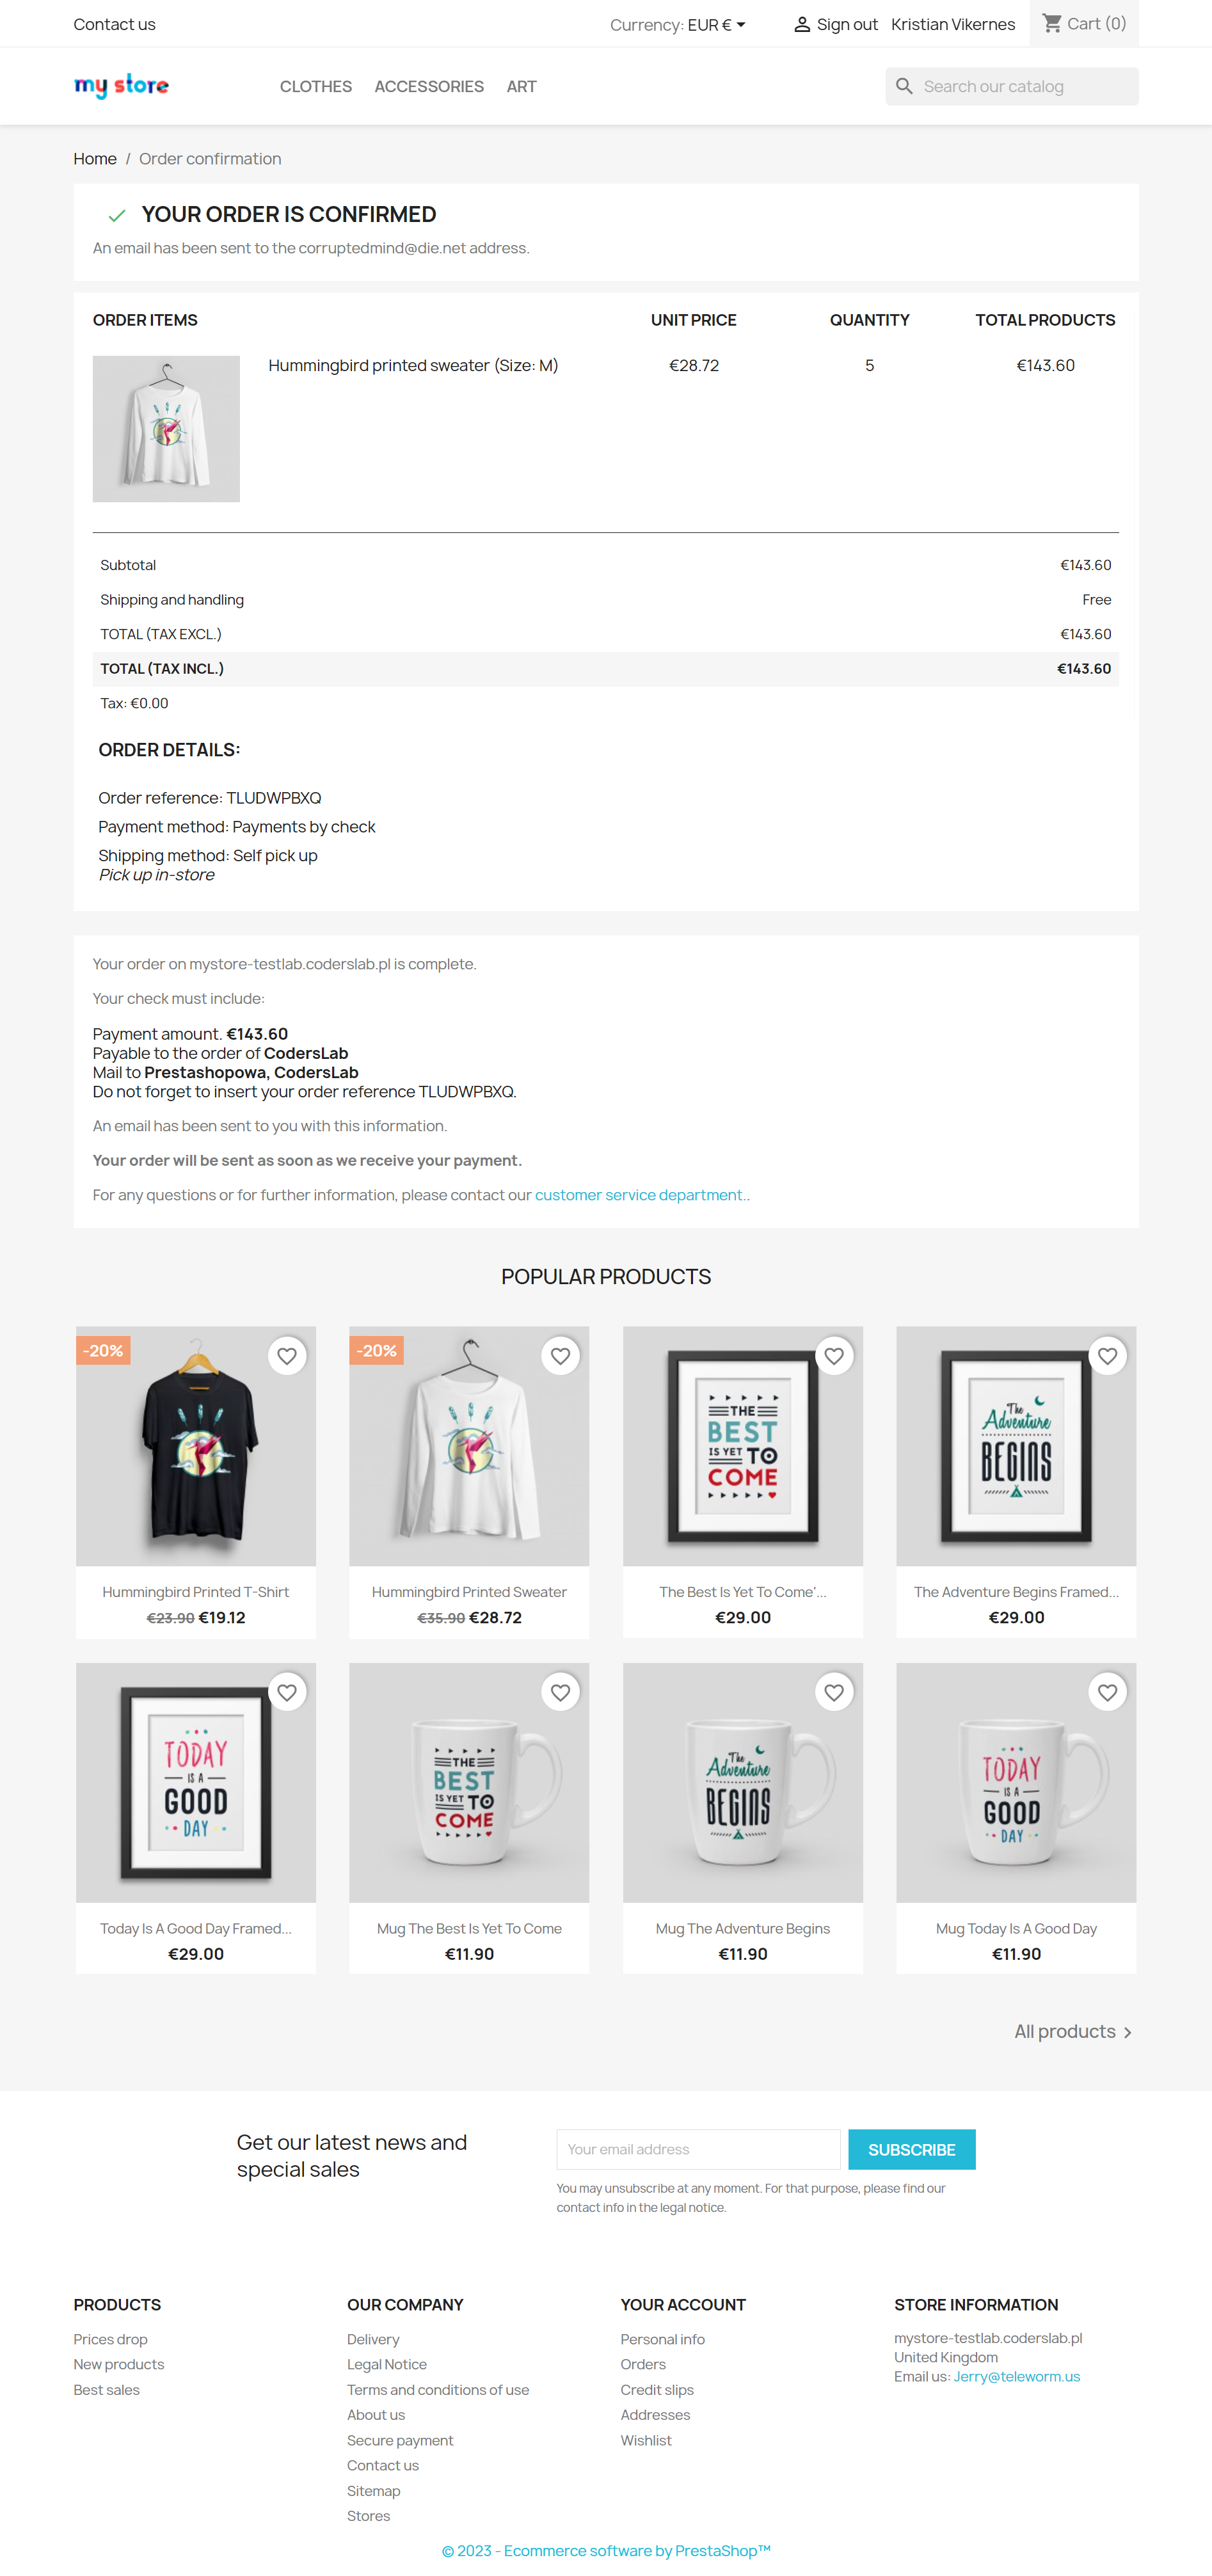 Contact us
Currency: EUR €
Sign out
Kristian Vikernes
Cart (0)
my store
CLOTHES
ACCESSORIES
ART
Search our catalog
Home / Order confirmation
YOUR ORDER IS CONFIRMED
An email has been sent to the corruptedmind@die.net address.
ORDER ITEMS UNIT PRICE QUANTITY TOTAL PRODUCTS
Hummingbird printed sweater (Size: M) €28.72 5 €143.60
Subtotal €143.60
Shipping and handling Free
TOTAL (TAX EXCL.) €143.60
TOTAL (TAX INCL.) €143.60
Tax: €0.00
ORDER DETAILS:
Order reference: TLUDWPBXQ
Payment method: Payments by check
Shipping method: Self pick up
Pick up in-store
Your order on mystore-testlab.coderslab.pl is complete.
Your check must include:
Payment amount. €143.60
Payable to the order of CodersLab
Mail to Prestashopowa, CodersLab
Do not forget to insert your order reference TLUDWPBXQ.
An email has been sent to you with this information.
Your order will be sent as soon as we receive your payment.
For any questions or for further information, please contact our customer service department..
POPULAR PRODUCTS
-20%
Hummingbird Printed T-Shirt
€23.90 €19.12
-20%
Hummingbird Printed Sweater
€35.90 €28.72
THE
BEST
IS YET TO
COME
The Best Is Yet To Come'...
€29.00
The
Adventure
BEGINS
The Adventure Begins Framed...
€29.00
TODAY
IS A
GOOD
DAY
Today Is A Good Day Framed...
€29.00
THE
BEST
IS YET TO
COME
Mug The Best Is Yet To Come
€11.90
The
Adventure
BEGINS
Mug The Adventure Begins
€11.90
TODAY
IS A
GOOD
DAY
Mug Today Is A Good Day
€11.90
All products
Get our latest news and
special sales
Your email address
SUBSCRIBE
You may unsubscribe at any moment. For that purpose, please find our
contact info in the legal notice.
PRODUCTS
Prices drop
New products
Best sales
OUR COMPANY
Delivery
Legal Notice
Terms and conditions of use
About us
Secure payment
Contact us
Sitemap
Stores
YOUR ACCOUNT
Personal info
Orders
Credit slips
Addresses
Wishlist
STORE INFORMATION
mystore-testlab.coderslab.pl
United Kingdom
Email us: Jerry@teleworm.us
© 2023 - Ecommerce software by PrestaShop™